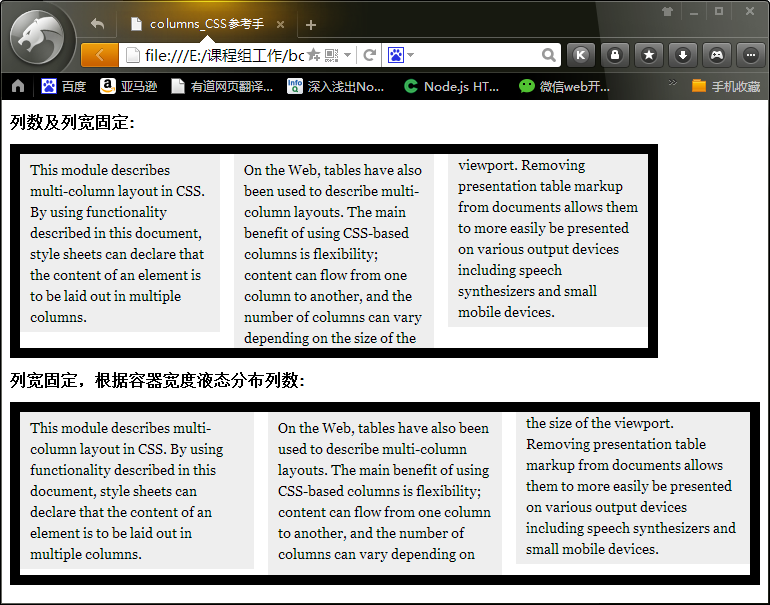 columns_CSS参考手
file:///E:/课程组工作/bc
K
百度
亚马逊
有道网页翻译...
深入浅出No...
Node.js HT...
微信web开...
手机收藏
列数及列宽固定:
This module describes
multi-column layout in CSS.
By using functionality
described in this document,
style sheets can declare that
the content of an element is
to be laid out in multiple
columns.
On the Web, tables have also
been used to describe multi-
column layouts. The main
benefit of using CSS-based
columns is flexibility;
content can flow from one
column to another, and the
number of columns can vary
depending on the size of the
viewport. Removing
presentation table markup
from documents allows them
to more easily be presented
on various output devices
including speech
synthesizers and small
mobile devices.
列宽固定，根据容器宽度液态分布列数:
This module describes multi-
column layout in CSS. By using
functionality described in this
document, style sheets can
declare that the content of an
element is to be laid out in
multiple columns.
On the Web, tables have also been
used to describe multi-column
layouts. The main benefit of using
CSS-based columns is flexibility;
content can flow from one column
to another, and the number of
columns can vary depending on
the size of the viewport.
Removing presentation table
markup from documents allows
them to more easily be presented
on various output devices
including speech synthesizers and
small mobile devices.